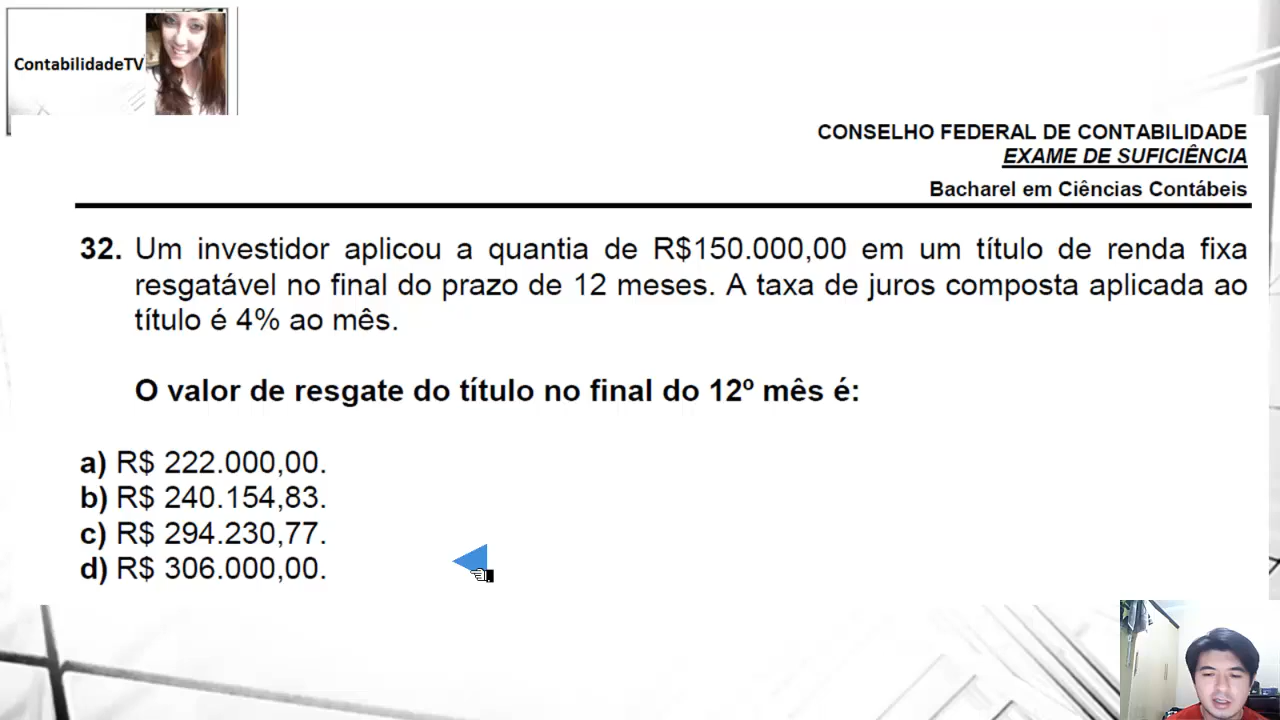 ContabilidadeTV
CONSELHO FEDERAL DE CONTABILIDADE
EXAME DE SUFICIÊNCIA
Bacharel em Ciências Contábeis
32. Um investidor aplicou a quantia de R$150.000,00 em um título de renda fixa
resgatável no final do prazo de 12 meses. A taxa de juros composta aplicada ao
título é 4% ao mês.
O valor de resgate do título no final do 12º mês é:
a) R$ 222.000,00.
b) R$ 240.154,83.
c) R$ 294.230,77.
d) R$ 306.000,00.